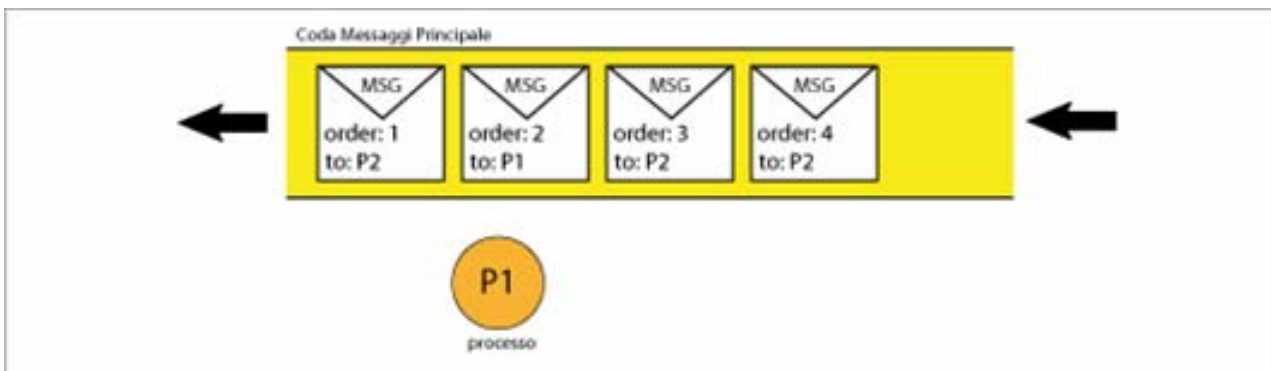 Coda Messaggi Principale
MSG MSG MSG MSG
order: 1 order: 2 order: 3 order: 4
to: P2 to: P1 to: P2 to: P2
P1
processo